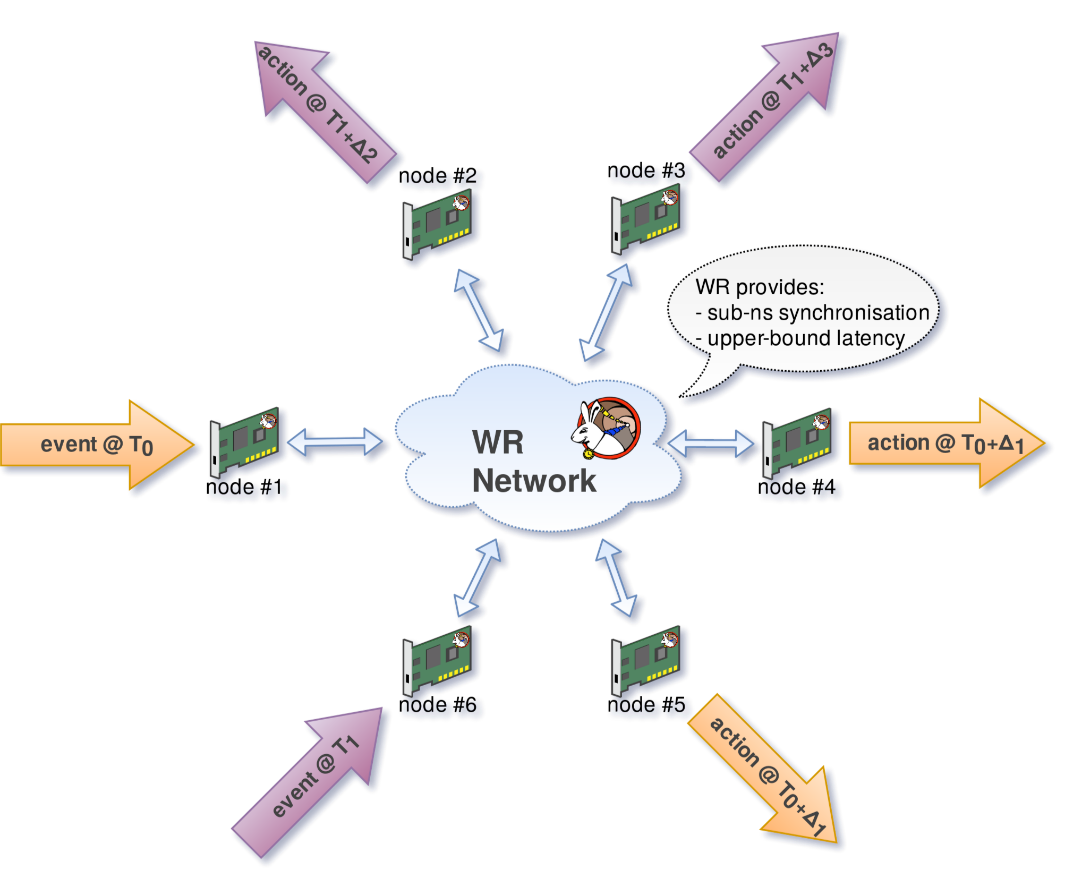 action @ T1+Δ2
action @ T₁+Δ3
node #2
node #3
WR provides:
- sub-ns synchronisation
- upper-bound latency
event @ T₀
node #1
WR
Network
node #4
action @ T₀+Δ₁
node #6
node #5
event @ T₁
action @ T₀+Δ₁